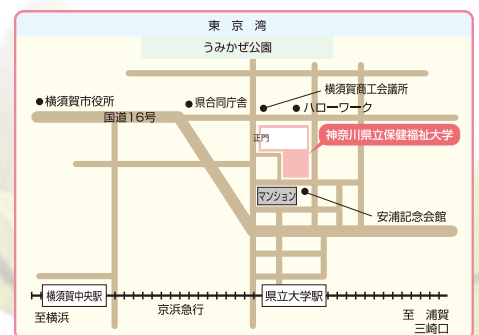 東京湾
うみかぜ公園
横須賀商工会議所
●横須賀市役所
●県合同庁舎
●ハローワーク
国道16号
正門
神奈川県立保健福祉大学
マンション
安浦記念会館
横須賀中央駅
県立大学駅
京浜急行
至横浜
至 浦賀
三崎口